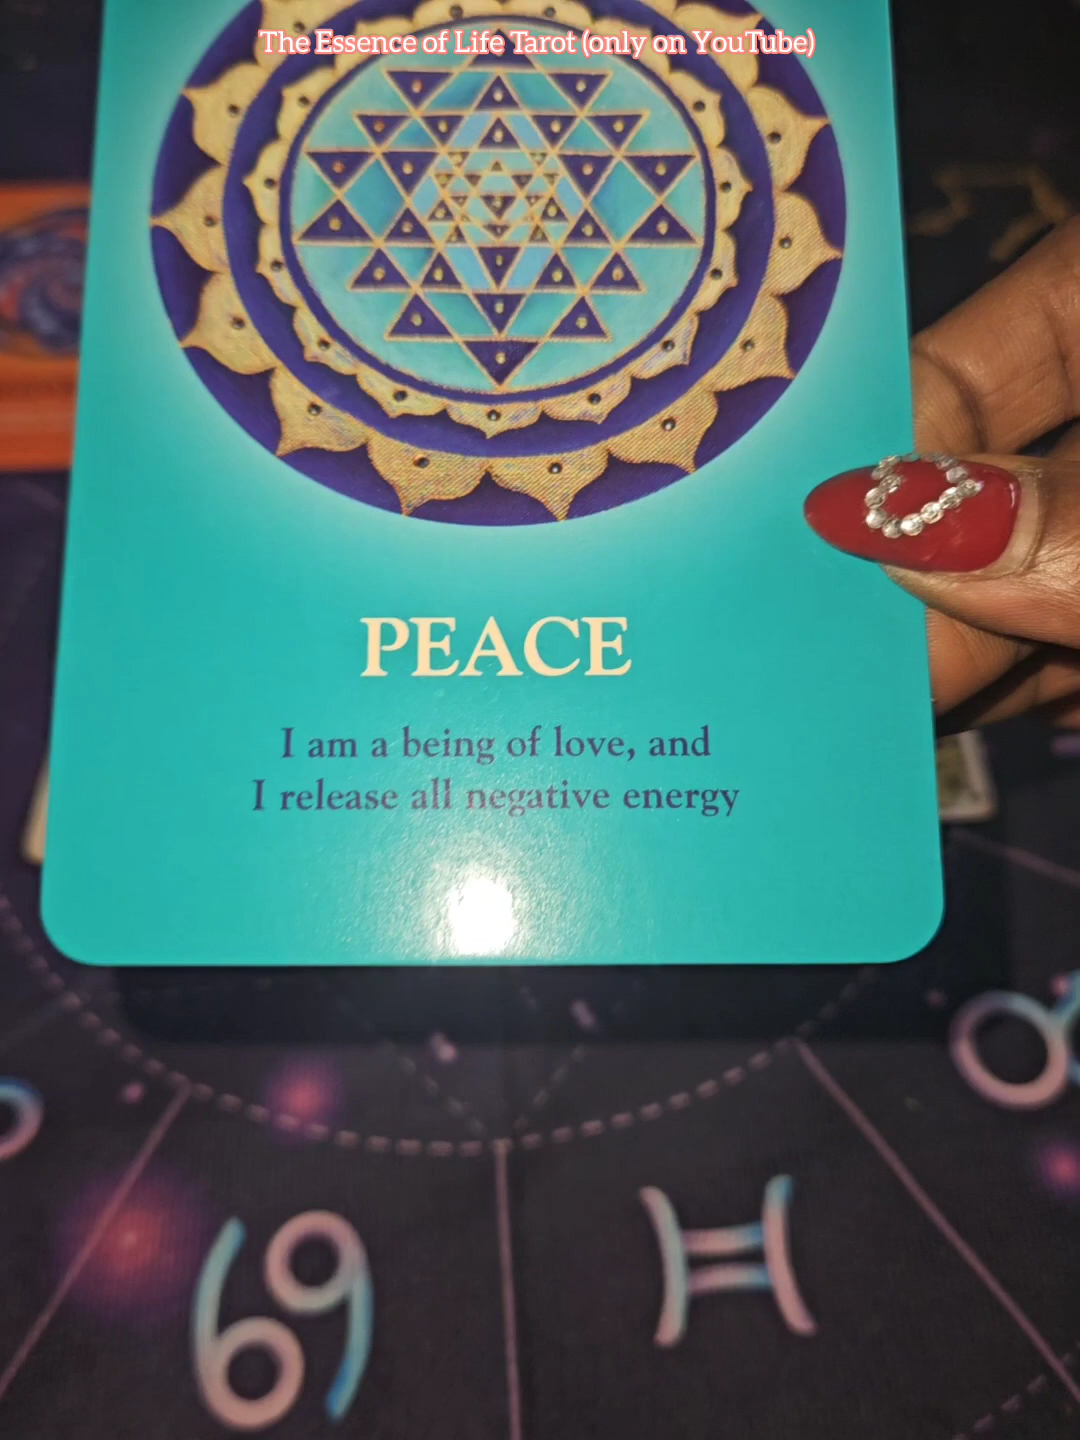 The Essence of Life Tarot (only on YouTube)
PEACE
I am a being of love, and
I release all negative energy